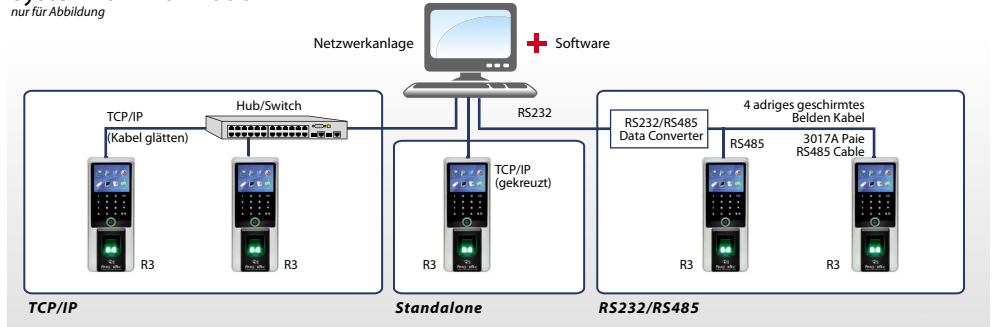 nur für Abbildung
Netzwerkanlage
Software
TCP/IP
(Kabel glätten)
Hub/Switch
RS232
RS232/RS485
Data Converter
4 adriges geschirmtes
Belden Kabel
RS485
3017A Paie
RS485 Cable
TCP/IP
(gekreuzt)
R3
R3
R3
R3
R3
TCP/IP
Standalone
RS232/RS485